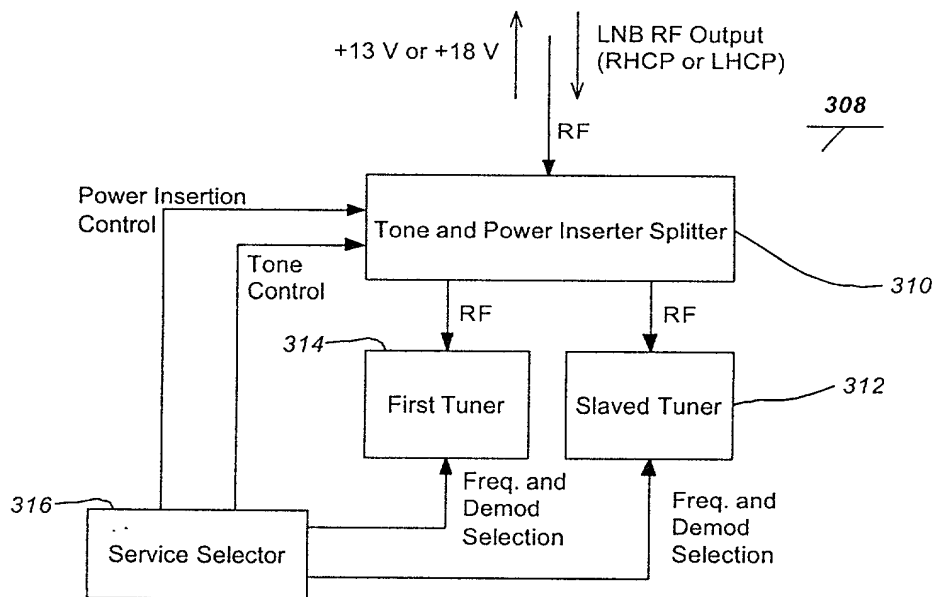 +13 V or +18 V
LNB RF Output
(RHCP or LHCP)
308
RF
Power Insertion
Control
Tone and Power Inserter Splitter
Tone
Control
310
RF
RF
314
First Tuner
Slaved Tuner
312
Freq. and
Demod
Selection
Freq. and
Demod
Selection
316
Service Selector